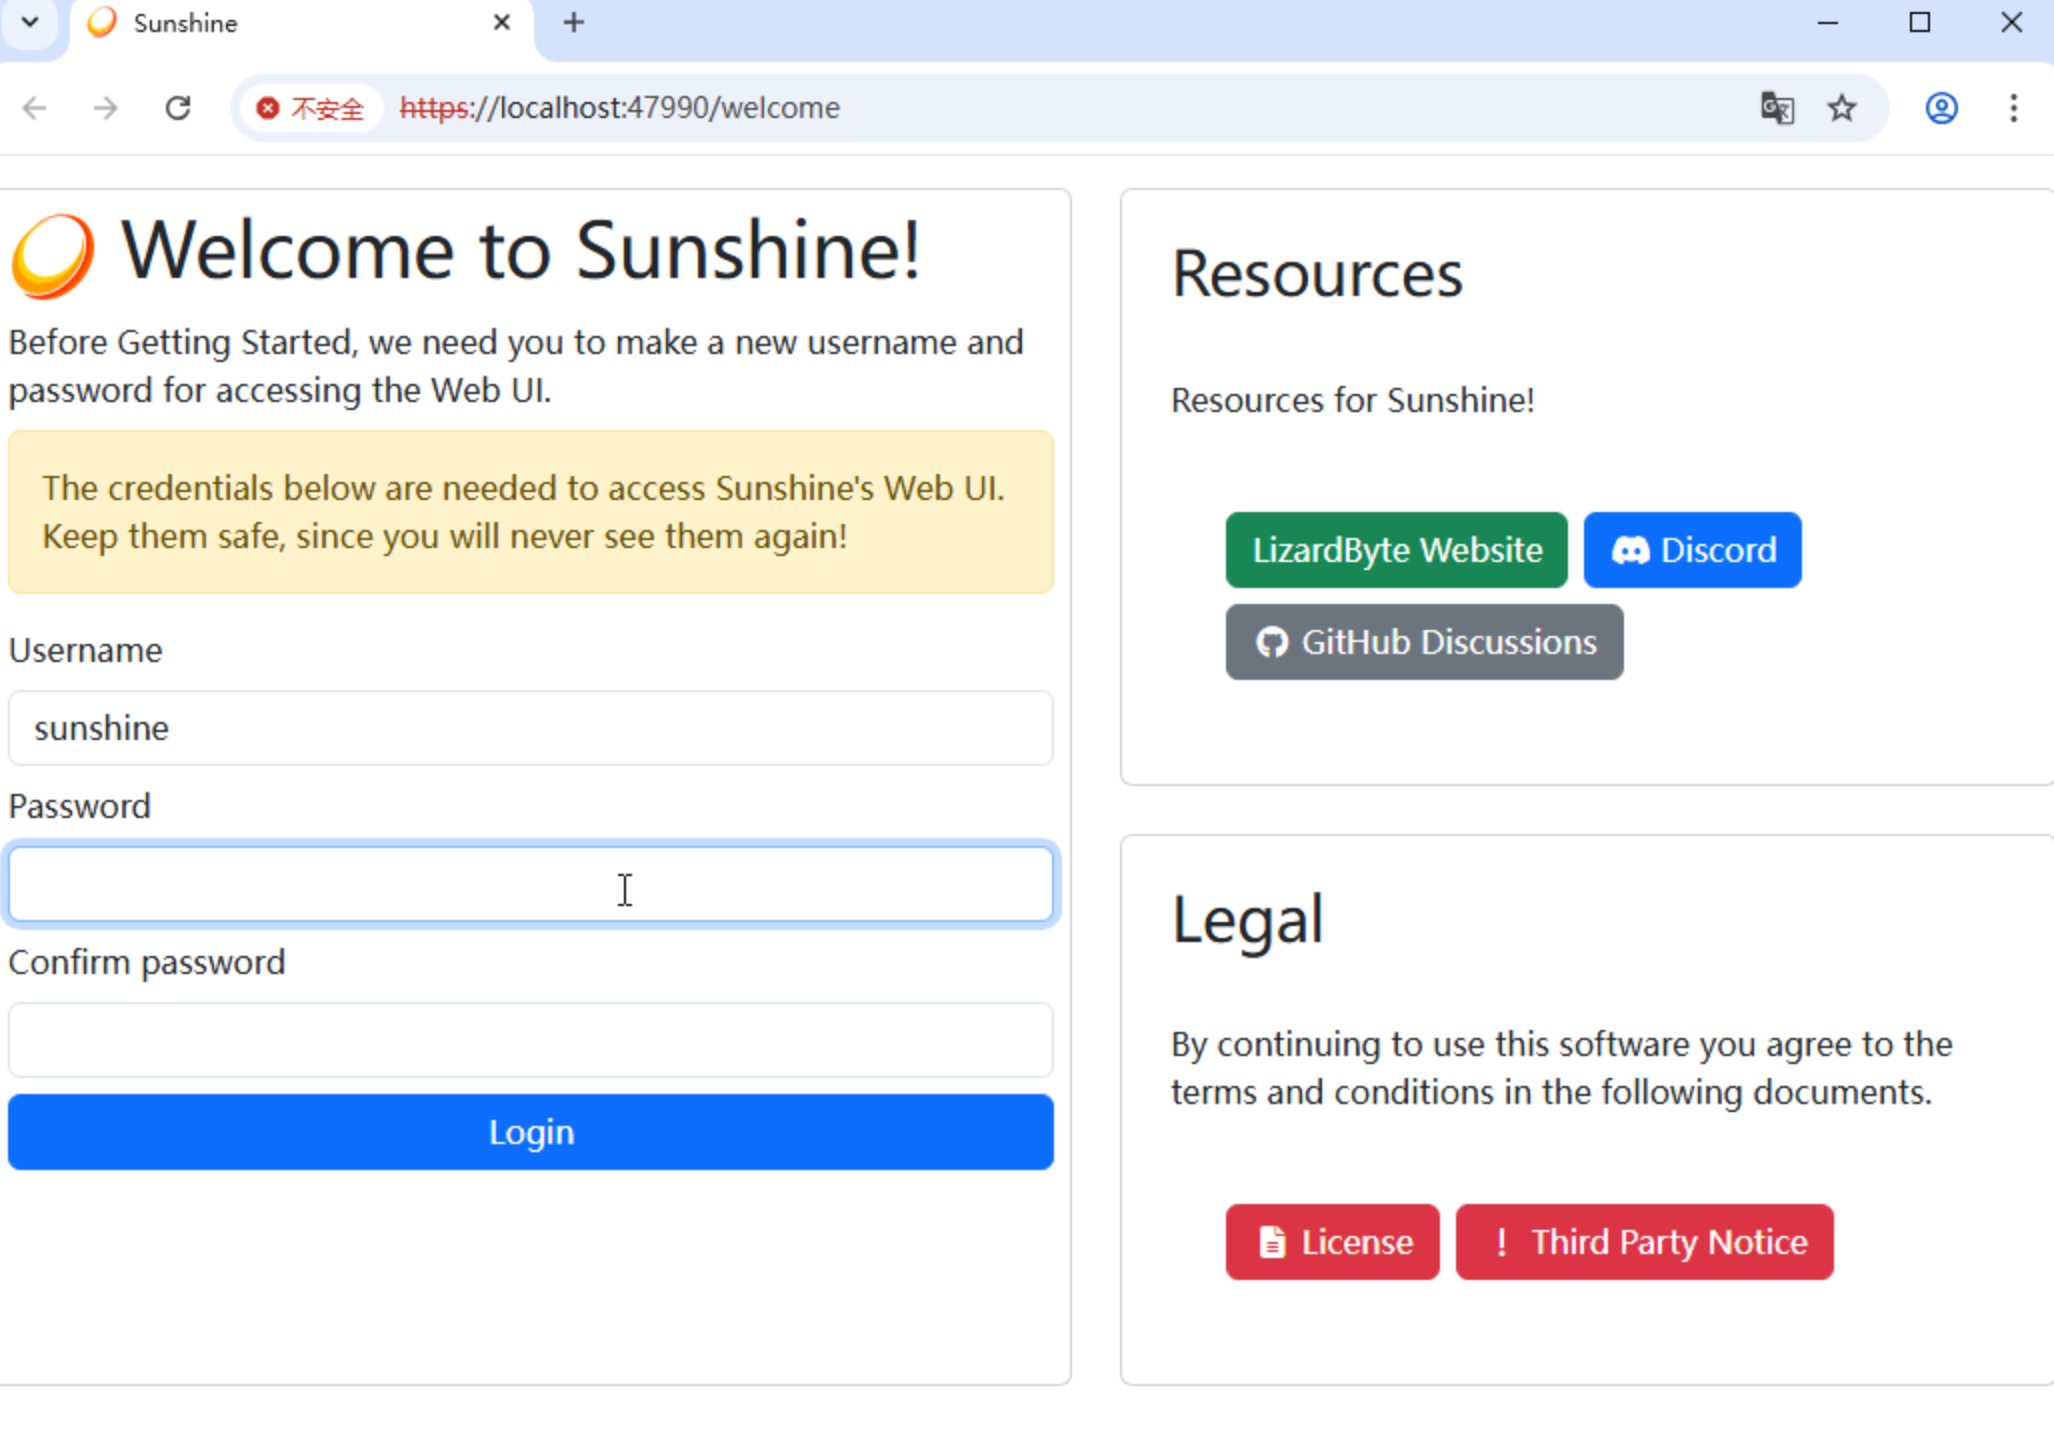 Sunshine
不安全
https://localhost:47990/welcome
Welcome to Sunshine!
Before Getting Started, we need you to make a new username and
password for accessing the Web UI.
The credentials below are needed to access Sunshine's Web UI.
Keep them safe, since you will never see them again!
Username
sunshine
Password
Confirm password
Login
Resources
Resources for Sunshine!
LizardByte Website
Discord
GitHub Discussions
Legal
By continuing to use this software you agree to the
terms and conditions in the following documents.
License
! Third Party Notice